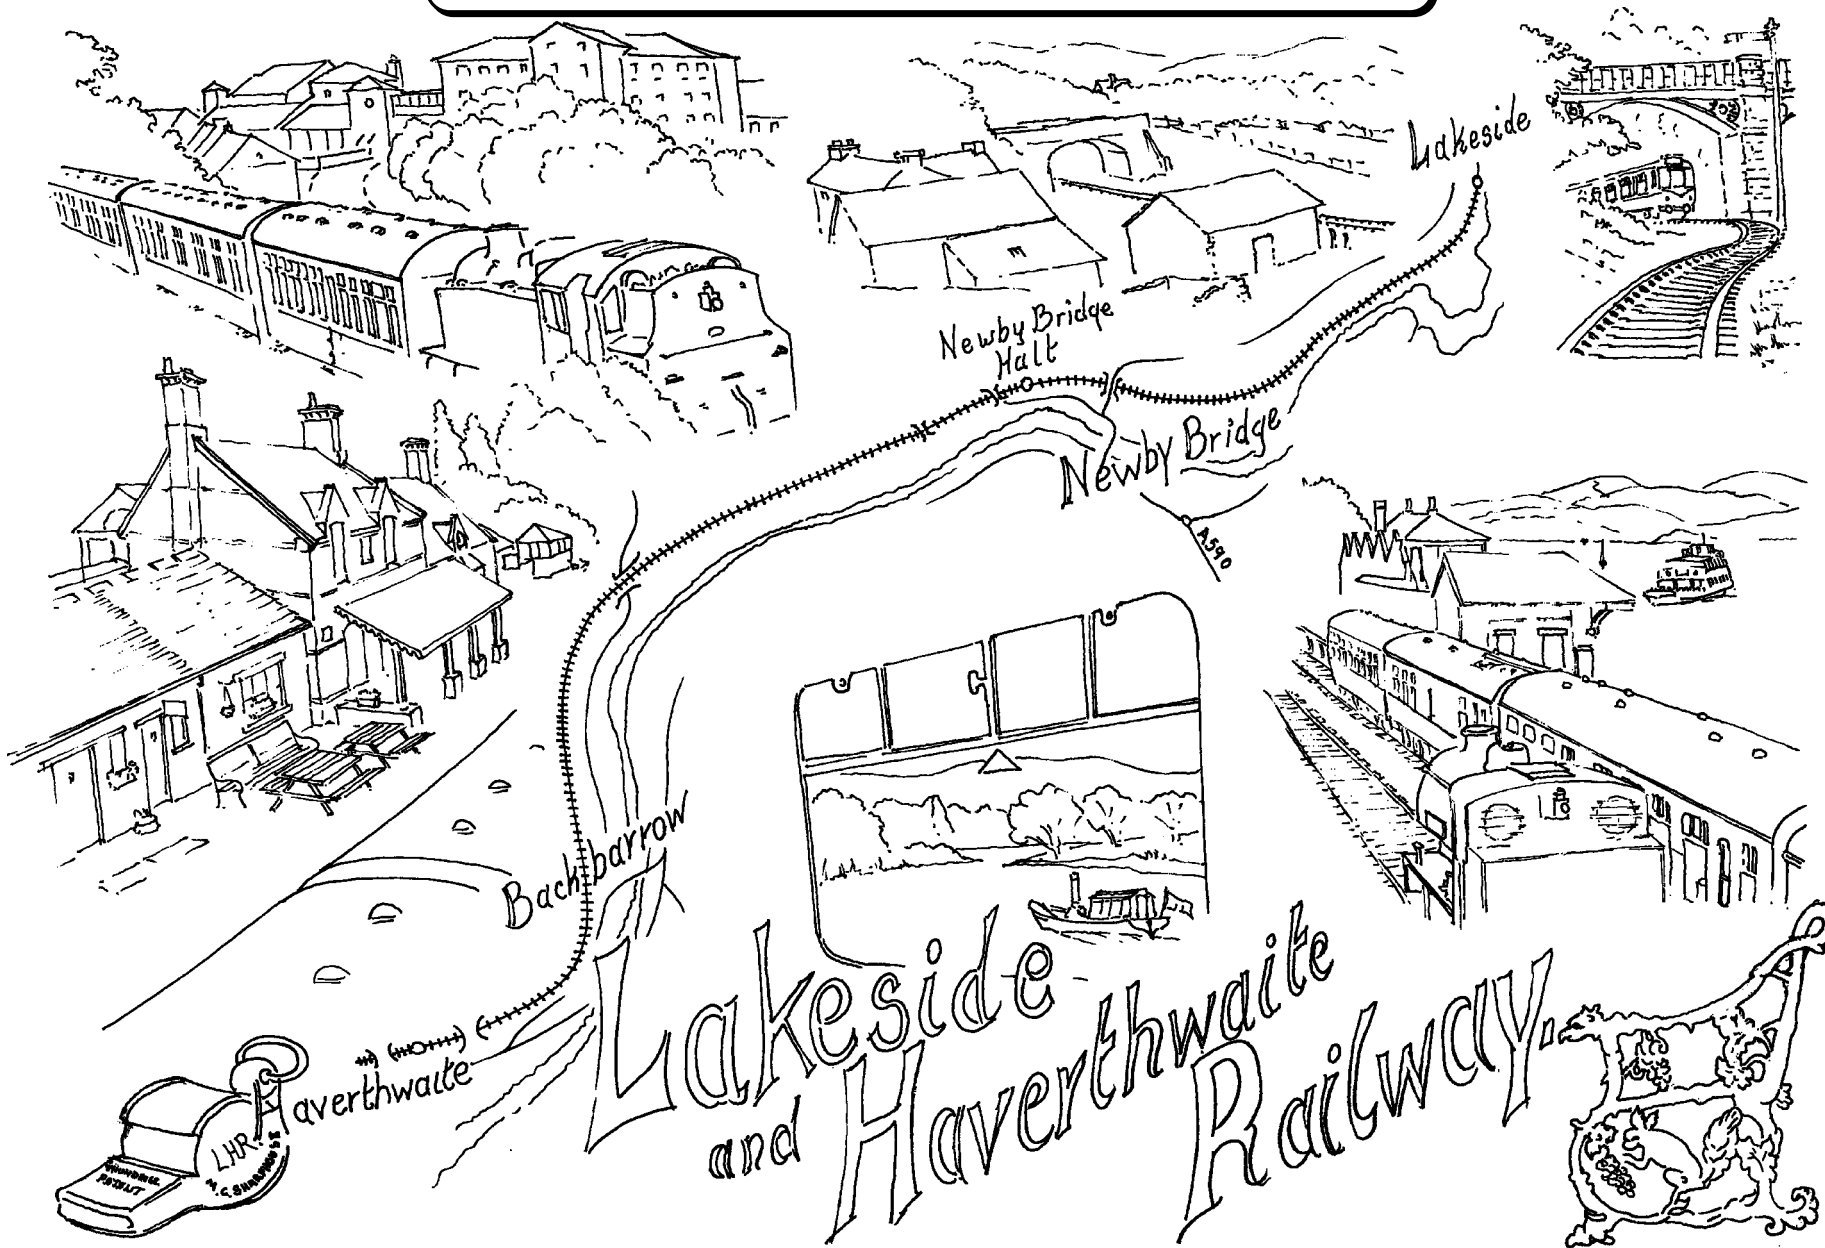 Lakeside
Newby Bridge
Halt
Newby Bridge
A590
Backbarrow
Haverthwaite
LHR
Lakeside
and Haverthwaite
Railway.